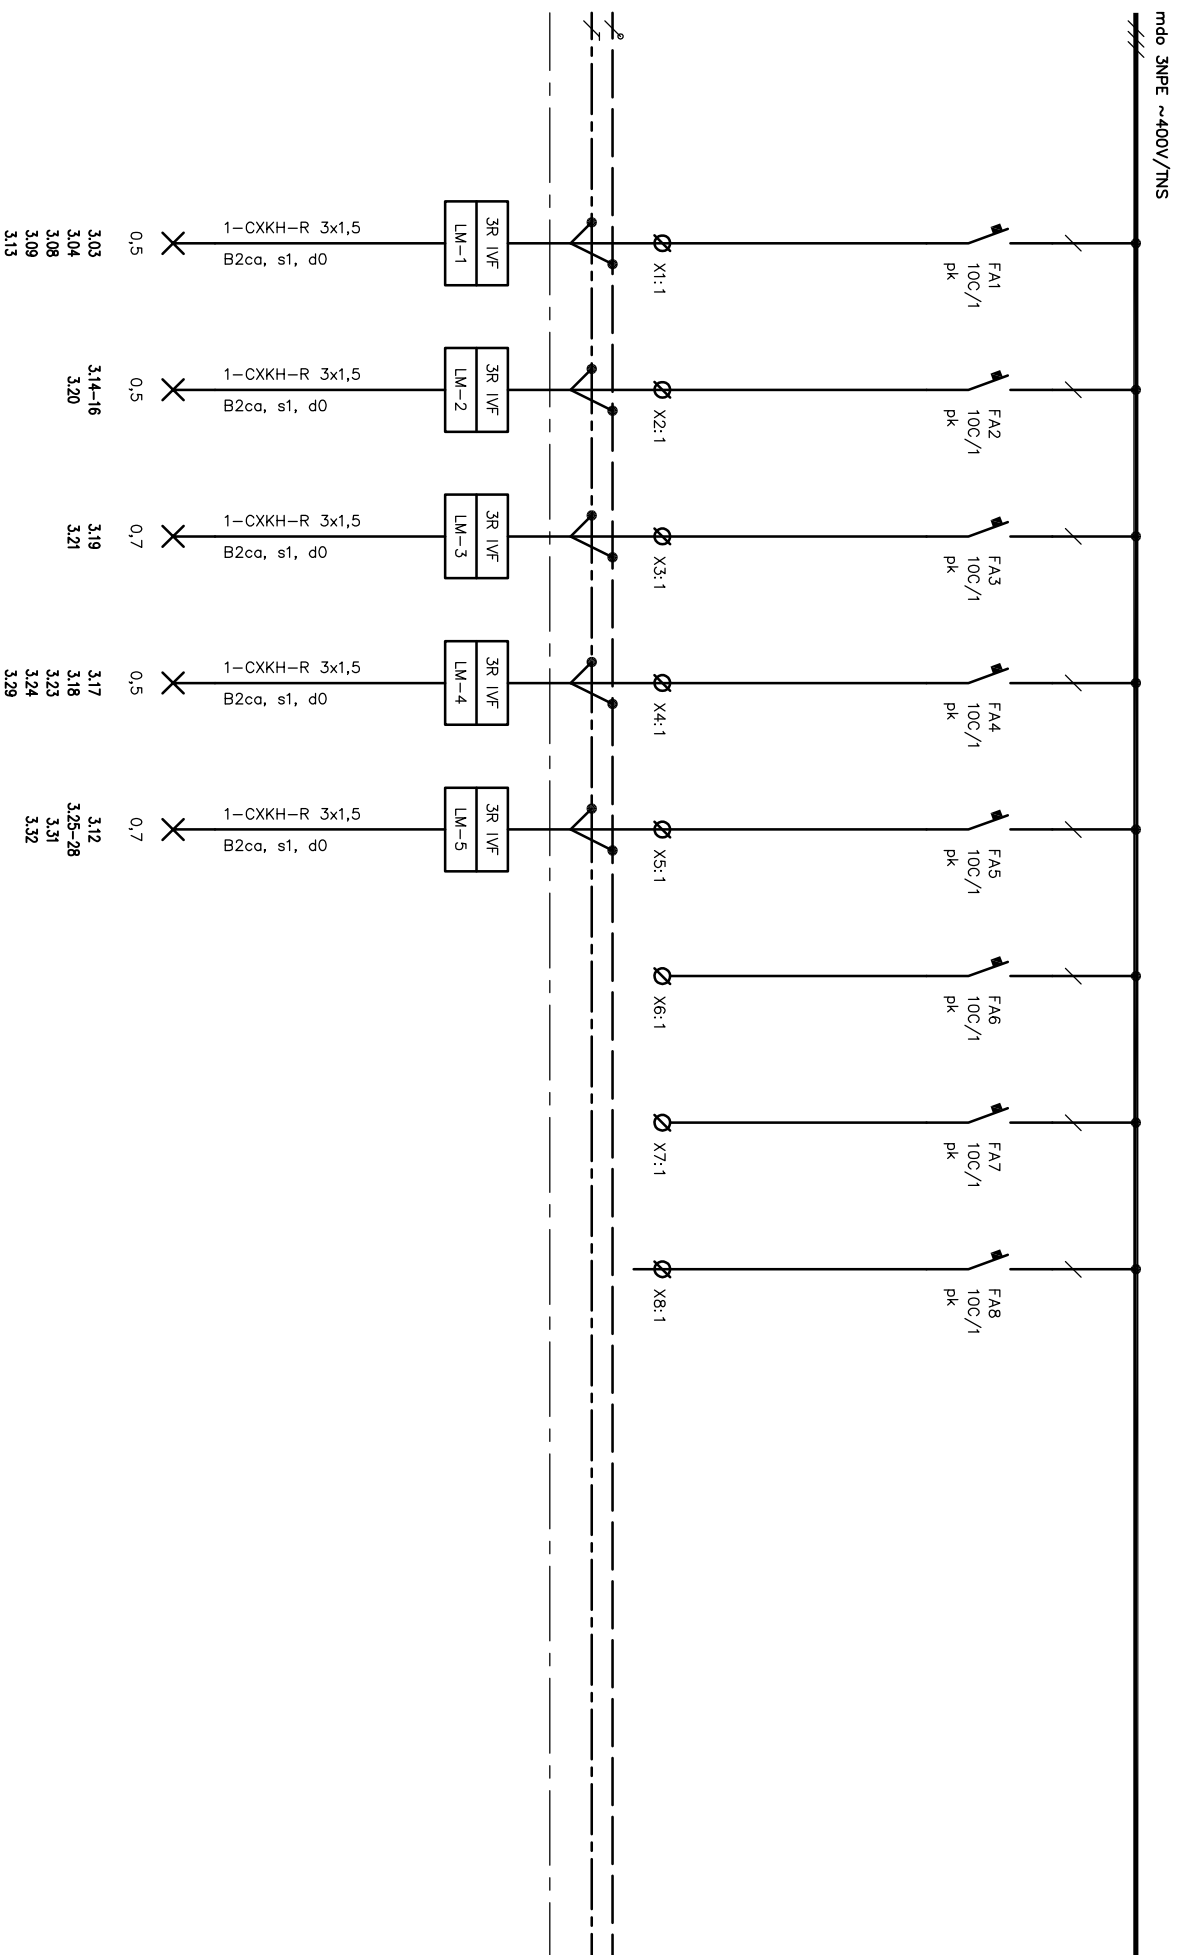 mdo 3NPE ~400V/TNS
FA1
10C/1
pk
FA2
10C/1
pk
FA3
10C/1
pk
FA4
10C/1
pk
FA5
10C/1
pk
FA6
10C/1
pk
FA7
10C/1
pk
FA8
10C/1
pk
X1:1
X2:1
X3:1
X4:1
X5:1
X6:1
X7:1
X8:1
3R IVF
LM-1
3R IVF
LM-2
3R IVF
LM-3
3R IVF
LM-4
3R IVF
LM-5
1-CXKH-R 3x1,5
B2ca, s1, d0
1-CXKH-R 3x1,5
B2ca, s1, d0
1-CXKH-R 3x1,5
B2ca, s1, d0
1-CXKH-R 3x1,5
B2ca, s1, d0
1-CXKH-R 3x1,5
B2ca, s1, d0
0,5
0,5
0,7
0,5
0,7
3.03
3.04
3.08
3.09
3.13
3.14-16
3.20
3.19
3.21
3.17
3.18
3.23
3.24
3.29
3.12
3.25-28
3.31
3.32